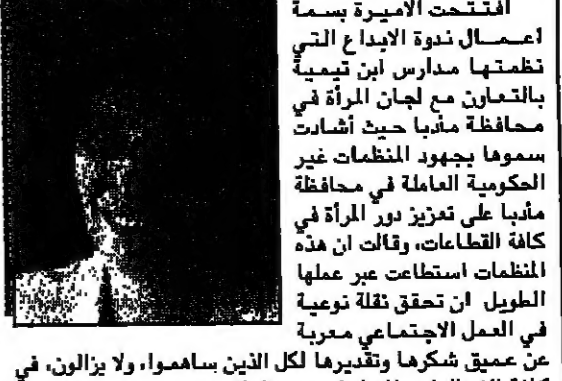 افتتحت الاميرة بسمة
اعمال ندوة الابداع التي
نظمتها مدارس ابن تيمية
بالتعاون مع لجان المرأة في
محافظة مأدبا حيث أشادت
سموها بجهود المنظمات غير
الحكومية العاملة في محافظة
مأدبا على تعزيز دور المرأة في
كافة القطاعات، وقالت ان هذه
المنظمات استطاعت عبر عملها
الطويل ان تحقق نقلة نوعية
في العمل الاجتماعي معربة
عن عميق شكرها وتقديرها لكل الذين ساهموا، ولا يزالون، في